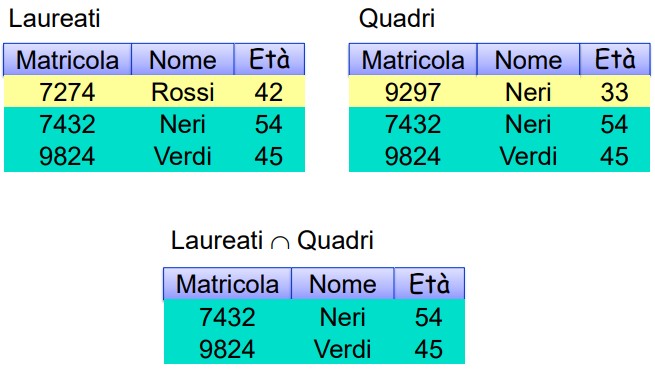 Laureati
Matricola Nome Età
7274 Rossi 42
7432 Neri 54
9824 Verdi 45
Quadri
Matricola Nome Età
9297 Neri 33
7432 Neri 54
9824 Verdi 45
Laureati ∩ Quadri
Matricola Nome Età
7432 Neri 54
9824 Verdi 45